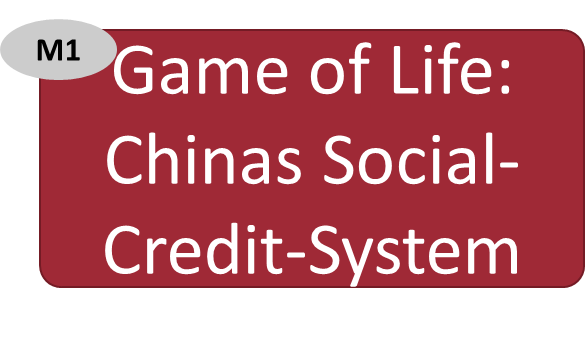 M1
Game of Life:
Chinas Social-
Credit-System